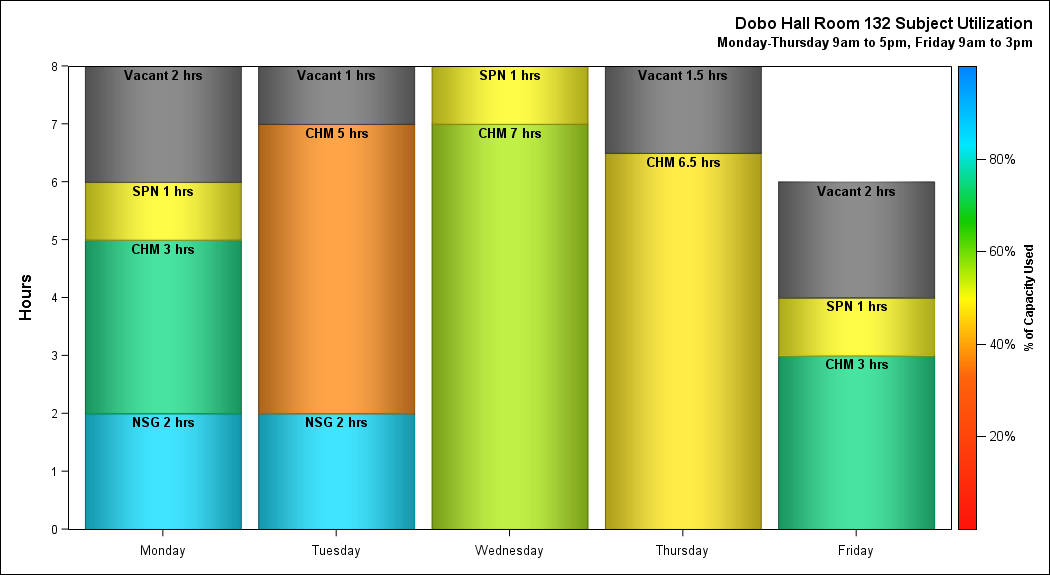 Dobo Hall Room 132 Subject Utilization
Monday-Thursday 9am to 5pm, Friday 9am to 3pm
Hours
8
7
6
5
4
3
2
1
0
Vacant 2 hrs
SPN 1 hrs
CHM 3 hrs
NSG 2 hrs
Vacant 1 hrs
CHM 5 hrs
NSG 2 hrs
SPN 1 hrs
CHM 7 hrs
Vacant 1.5 hrs
CHM 6.5 hrs
Vacant 2 hrs
SPN 1 hrs
CHM 3 hrs
Monday
Tuesday
Wednesday
Thursday
Friday
80%
60%
40%
20%
% of Capacity Used